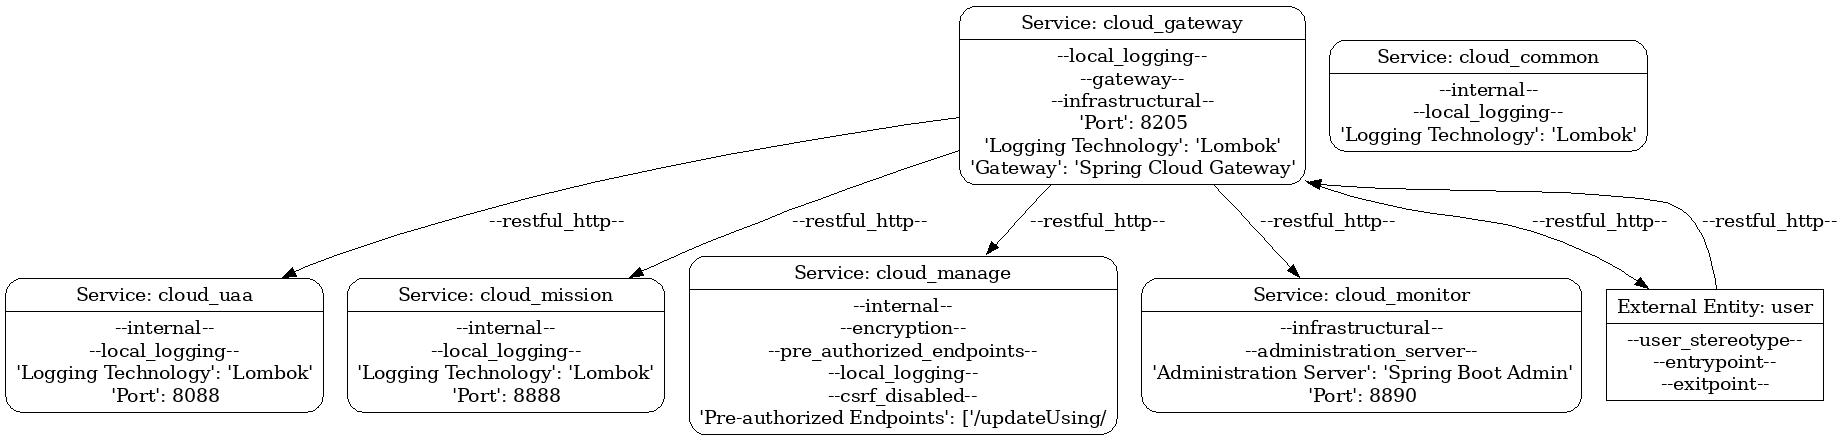 Service: cloud_gateway
--local_logging--
--gateway--
--infrastructural--
'Port': 8205
'Logging Technology': 'Lombok'
'Gateway': 'Spring Cloud Gateway'
Service: cloud_common
--internal--
--local_logging--
'Logging Technology': 'Lombok'
--restful_http--
--restful_http--
--restful_http--
--restful_http--
--restful_http--
--restful_http--
Service: cloud_uaa
--internal--
--local_logging--
'Logging Technology': 'Lombok'
'Port': 8088
Service: cloud_mission
--internal--
--local_logging--
'Logging Technology': 'Lombok'
'Port': 8888
Service: cloud_manage
--internal--
--encryption--
--pre_authorized_endpoints--
--local_logging--
--csrf_disabled--
'Pre-authorized Endpoints': ['/updateUsing/
Service: cloud_monitor
--infrastructural--
--administration_server--
'Administration Server': 'Spring Boot Admin'
'Port': 8890
External Entity: user
--user_stereotype--
--entrypoint--
--exitpoint--